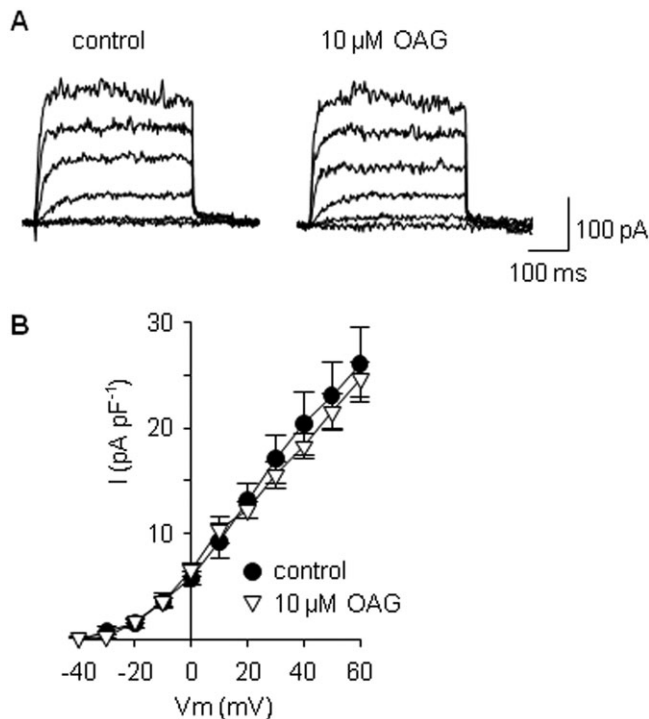 A
control
10 µM OAG
100 pA
100 ms
B
30
20
10
I (pA pF⁻¹)
control
10 µM OAG
-40 -20 0 20 40 60
Vm (mV)